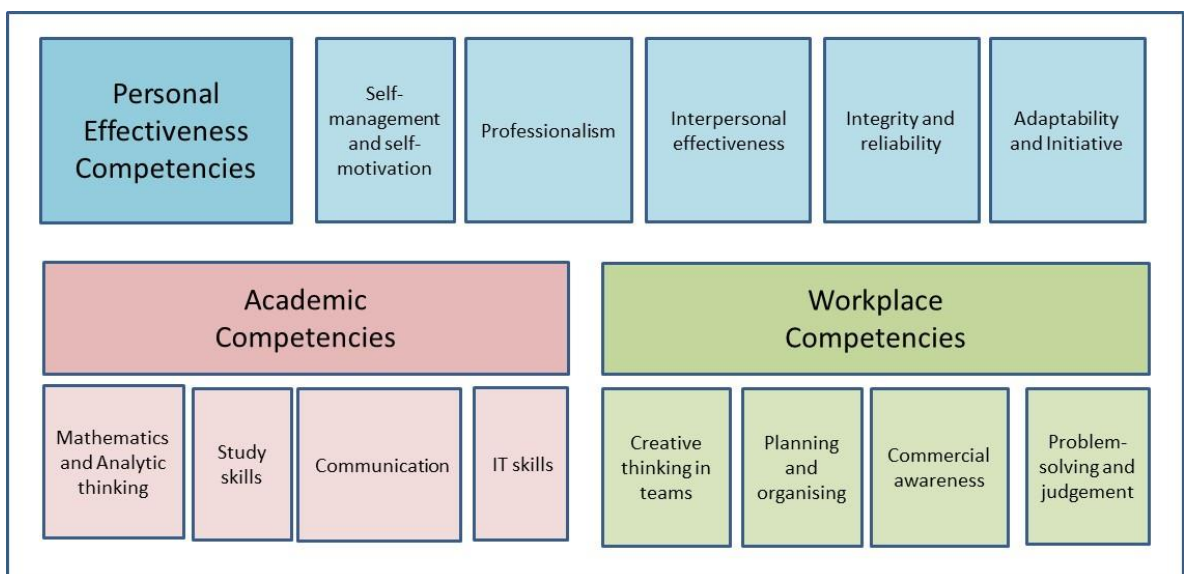 Personal
Effectiveness
Competencies
Self-
management
and self-
motivation
Professionalism
Interpersonal
effectiveness
Integrity and
reliability
Adaptability
and Initiative
Academic
Competencies
Mathematics
and Analytic
thinking
Study
skills
Communication
IT skills
Workplace
Competencies
Creative
thinking in
teams
Planning
and
organising
Commercial
awareness
Problem-
solving and
judgement